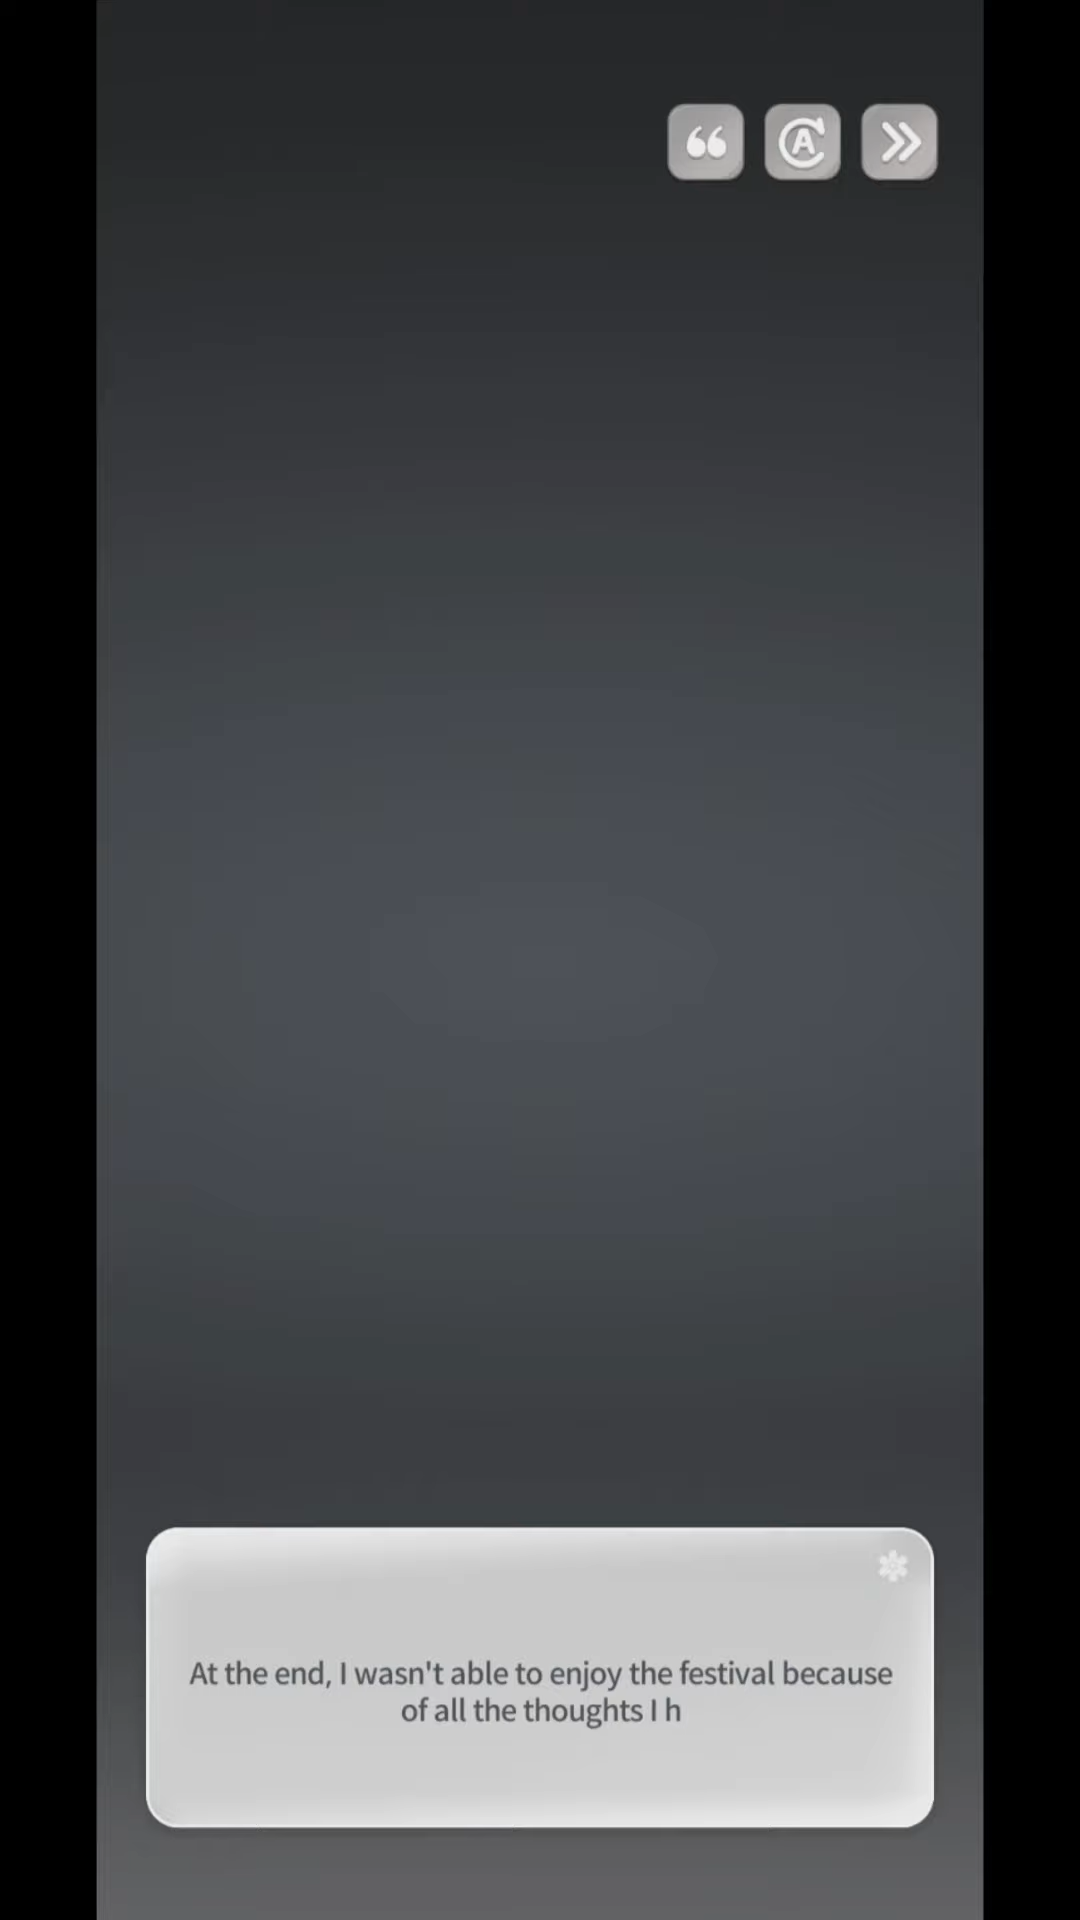 A
At the end, I wasn't able to enjoy the festival because
of all the thoughts I h